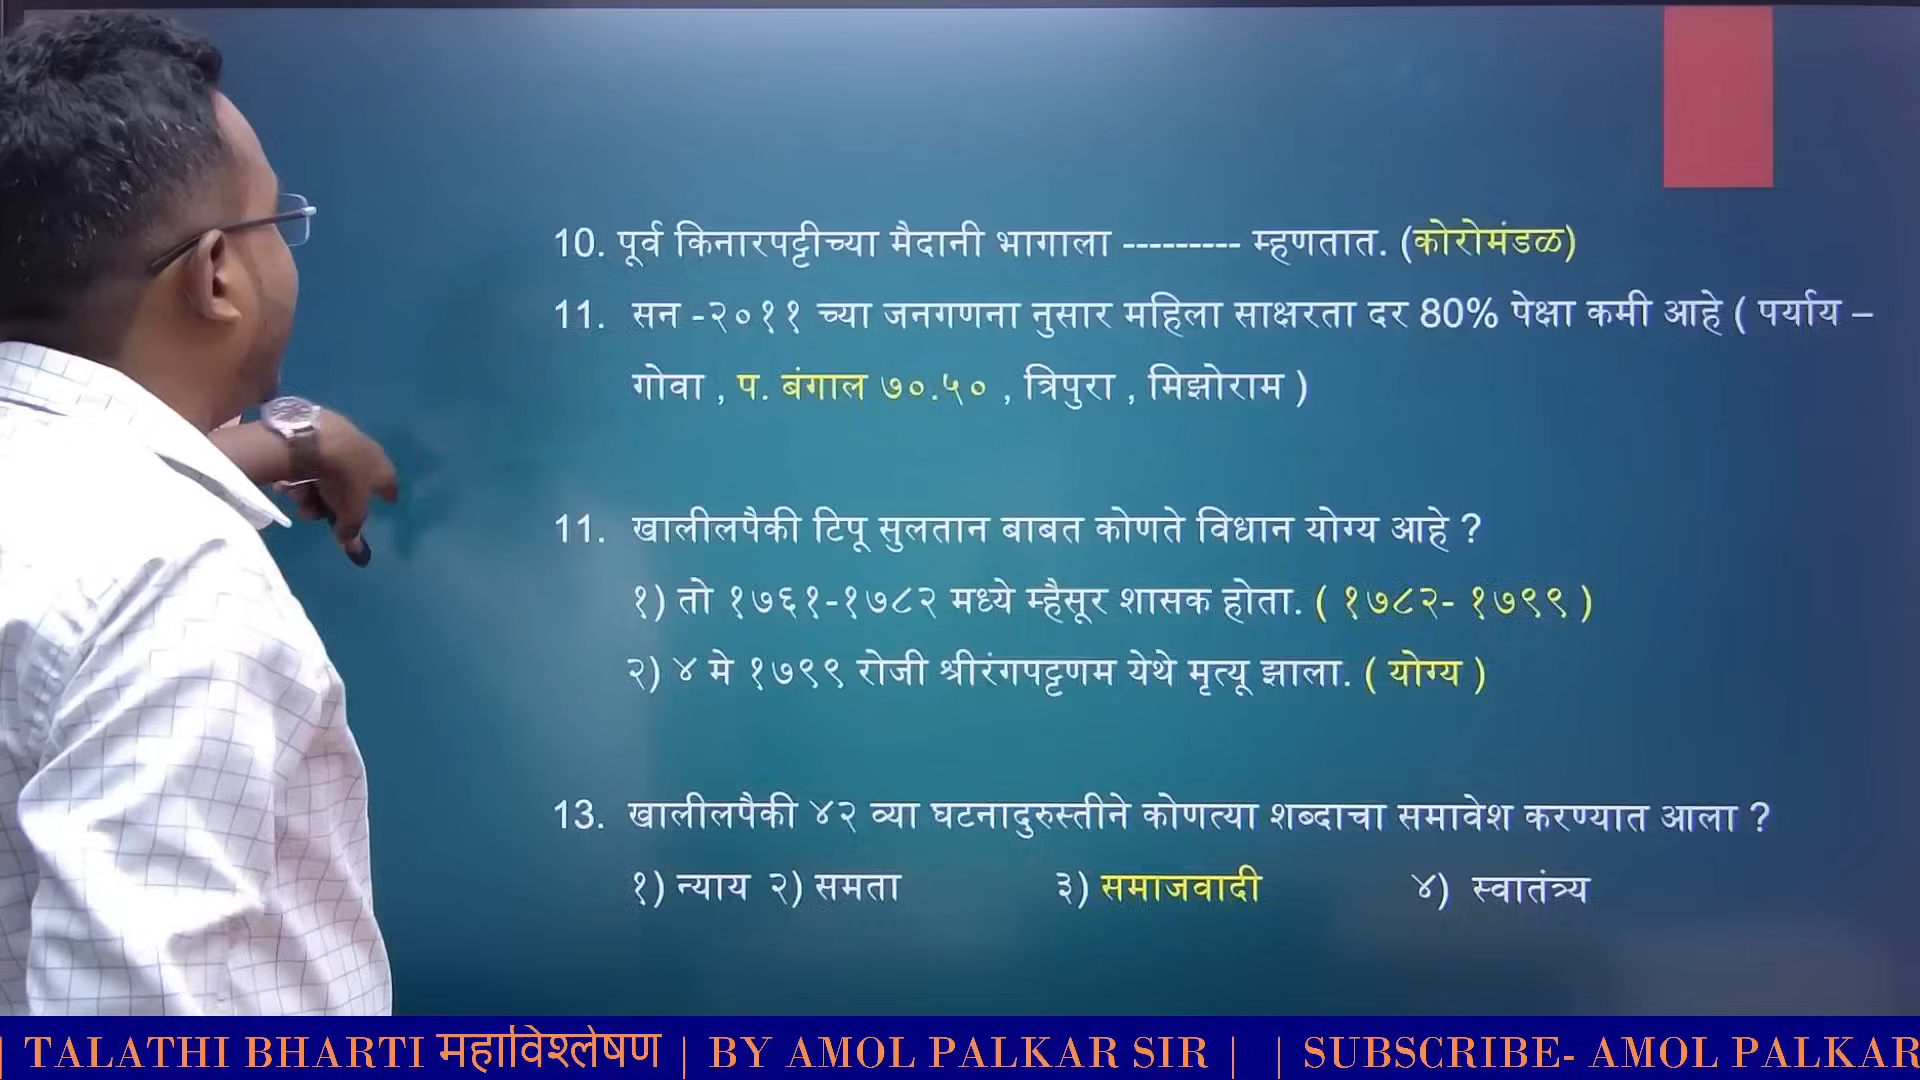 10. पूर्व किनारपट्टीच्या मैदानी भागाला --------- म्हणतात. (कोरोमंडळ)
11. सन -२०११ च्या जनगणना नुसार महिला साक्षरता दर 80% पेक्षा कमी आहे ( पर्याय –
गोवा , प. बंगाल ७०.५० , त्रिपुरा , मिझोराम )
11. खालीलपैकी टिपू सुलतान बाबत कोणते विधान योग्य आहे ?
१) तो १७६१-१७८२ मध्ये म्हैसूर शासक होता. ( १७८२- १७९९ )
२) ४ मे १७९९ रोजी श्रीरंगपट्टणम येथे मृत्यू झाला. ( योग्य )
13. खालीलपैकी ४२ व्या घटनादुरुस्तीने कोणत्या शब्दाचा समावेश करण्यात आला ?
१) न्याय २) समता ३) समाजवादी ४) स्वातंत्र्य
| TALATHI BHARTI महाविश्लेषण | BY AMOL PALKAR SIR | | SUBSCRIBE- AMOL PALKAR